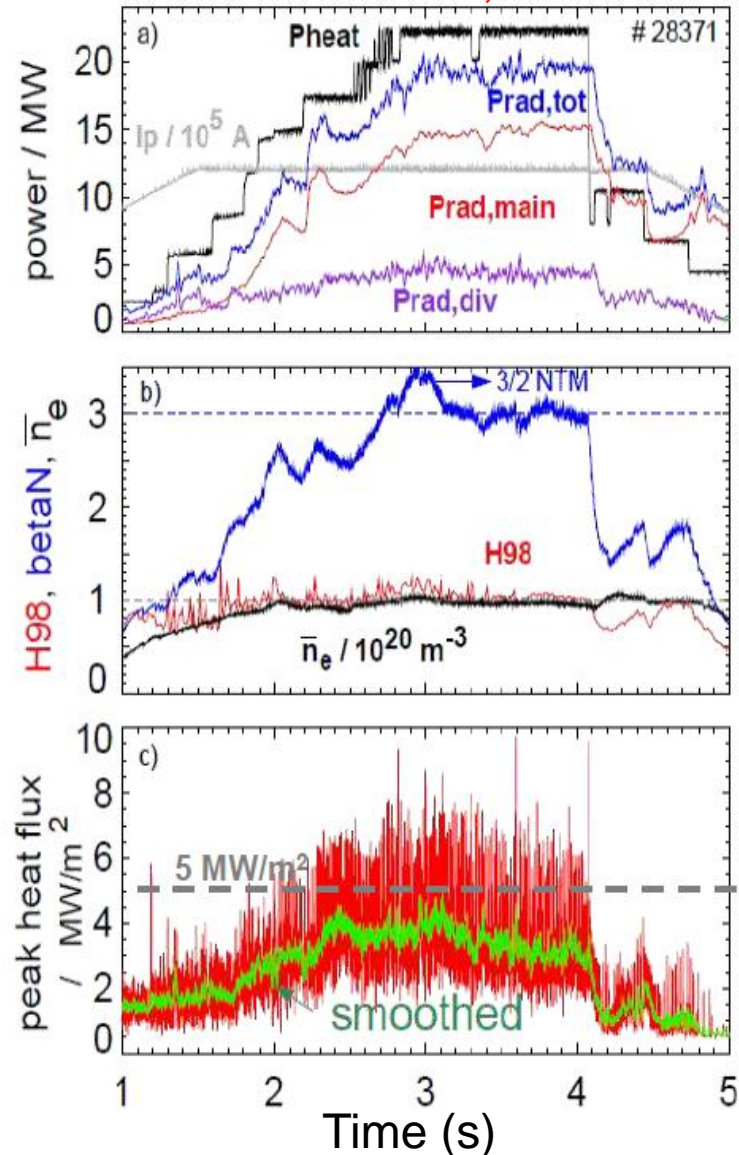 a)
Pheat
# 28371
20
15
10
5
0
power / MW
Ip / 10⁵ A
Prad,tot
Prad,main
Prad,div
b)
3/2 NTM
3
2
1
0
H98, betaN, n̅e
H98
n̅e / 10²⁰ m⁻³
c)
10
8
6
4
2
0
peak heat flux
/ MW/m²
5 MW/m²
smoothed
1 2 3 4 5
Time (s)